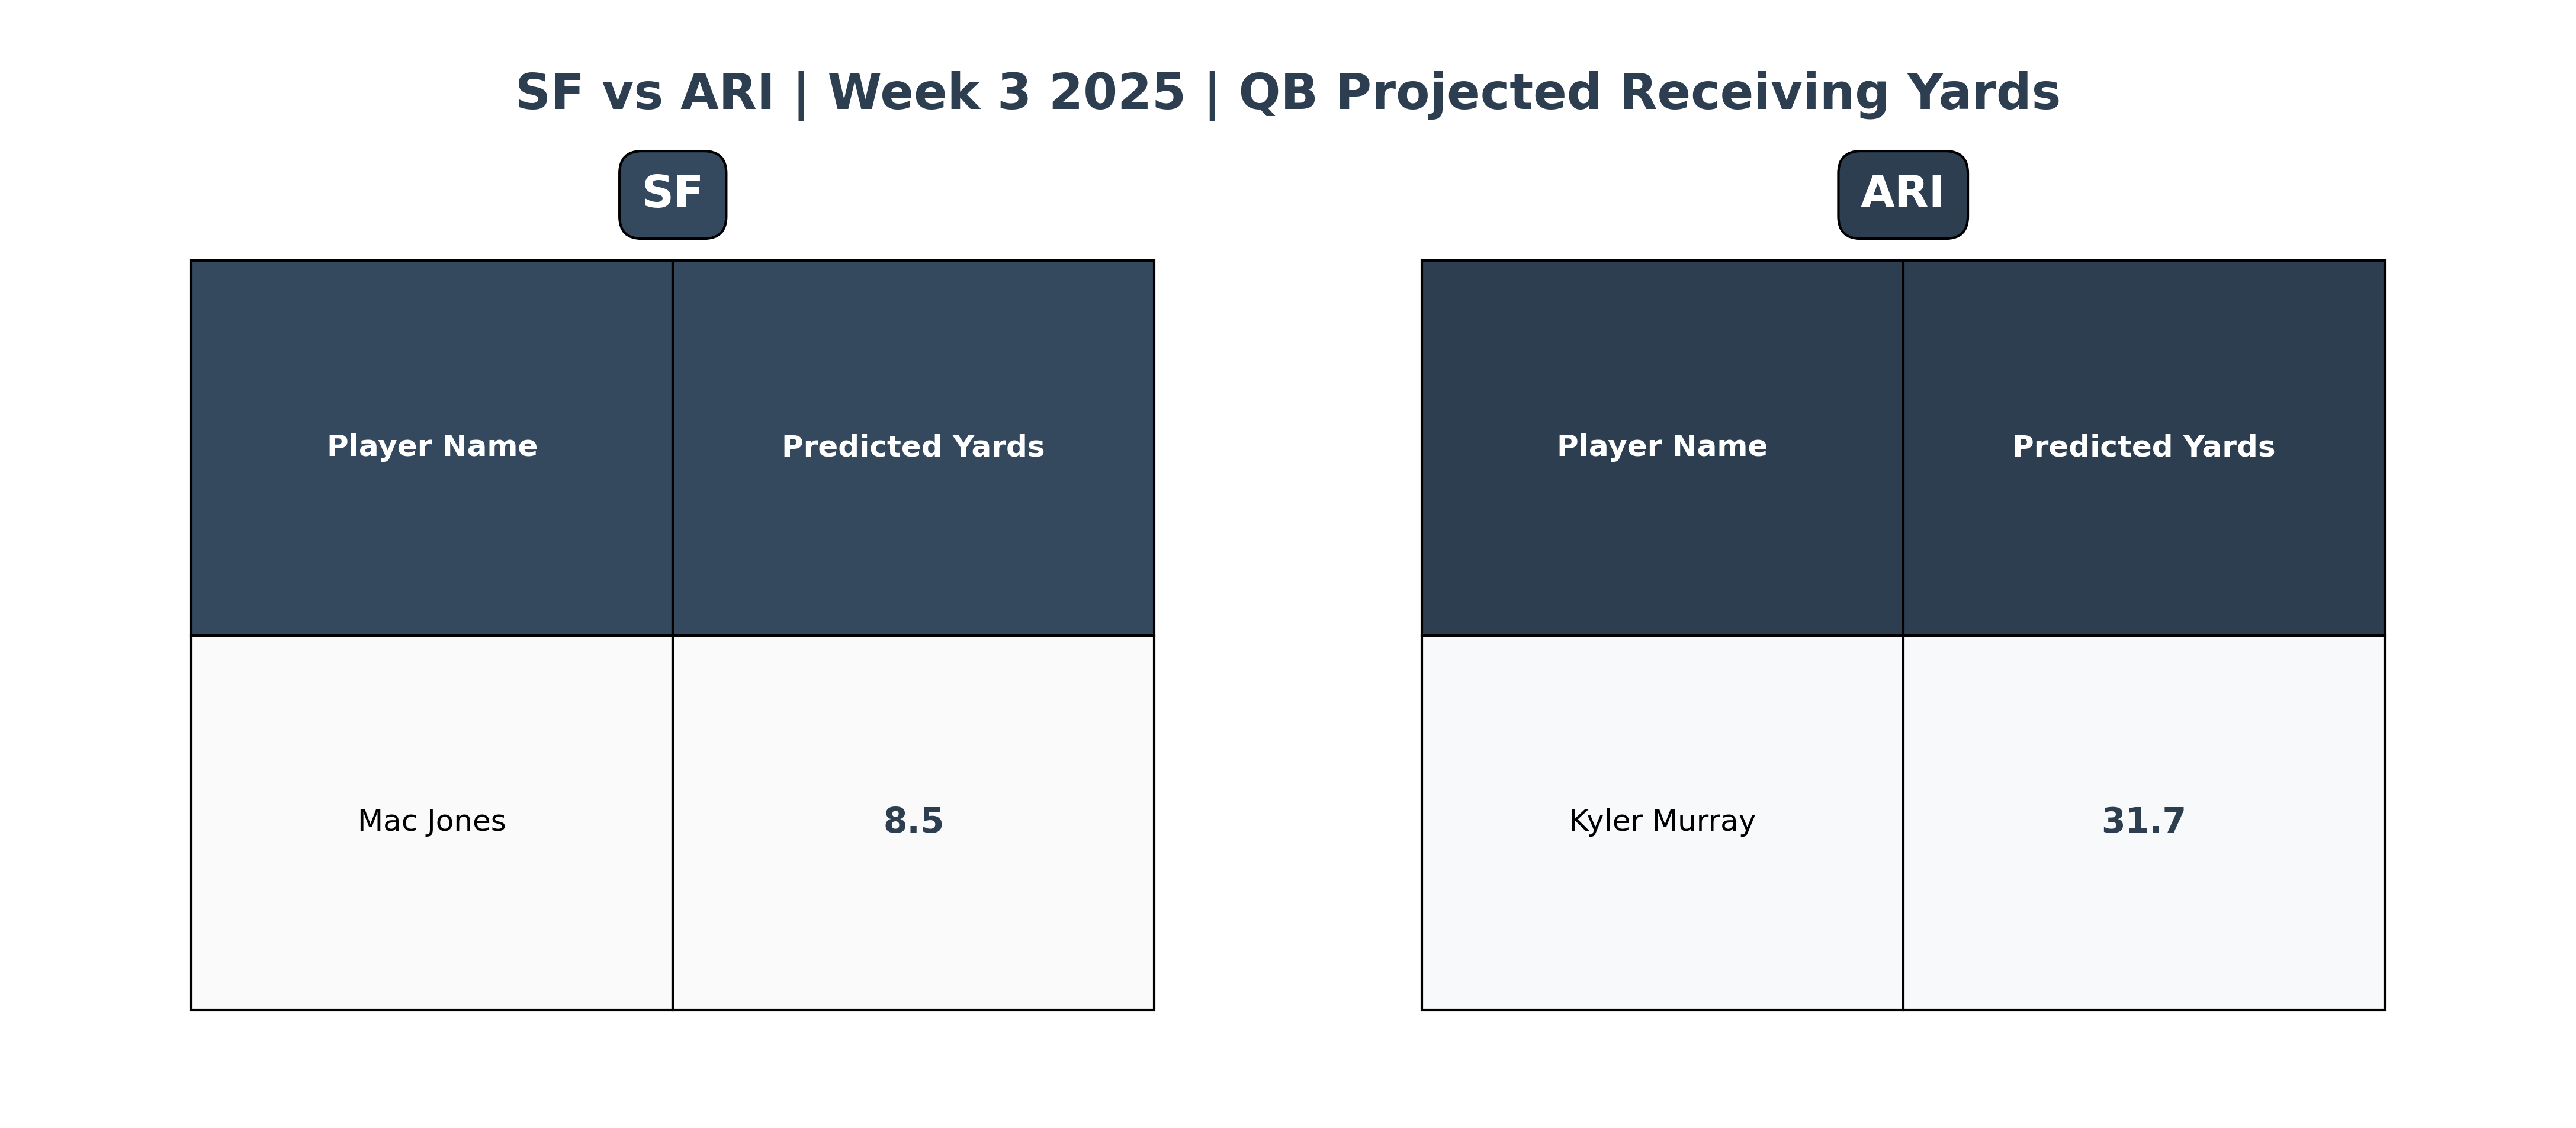 SF vs ARI | Week 3 2025 | QB Projected Receiving Yards
SF
Player Name Predicted Yards
Mac Jones 8.5
ARI
Player Name Predicted Yards
Kyler Murray 31.7